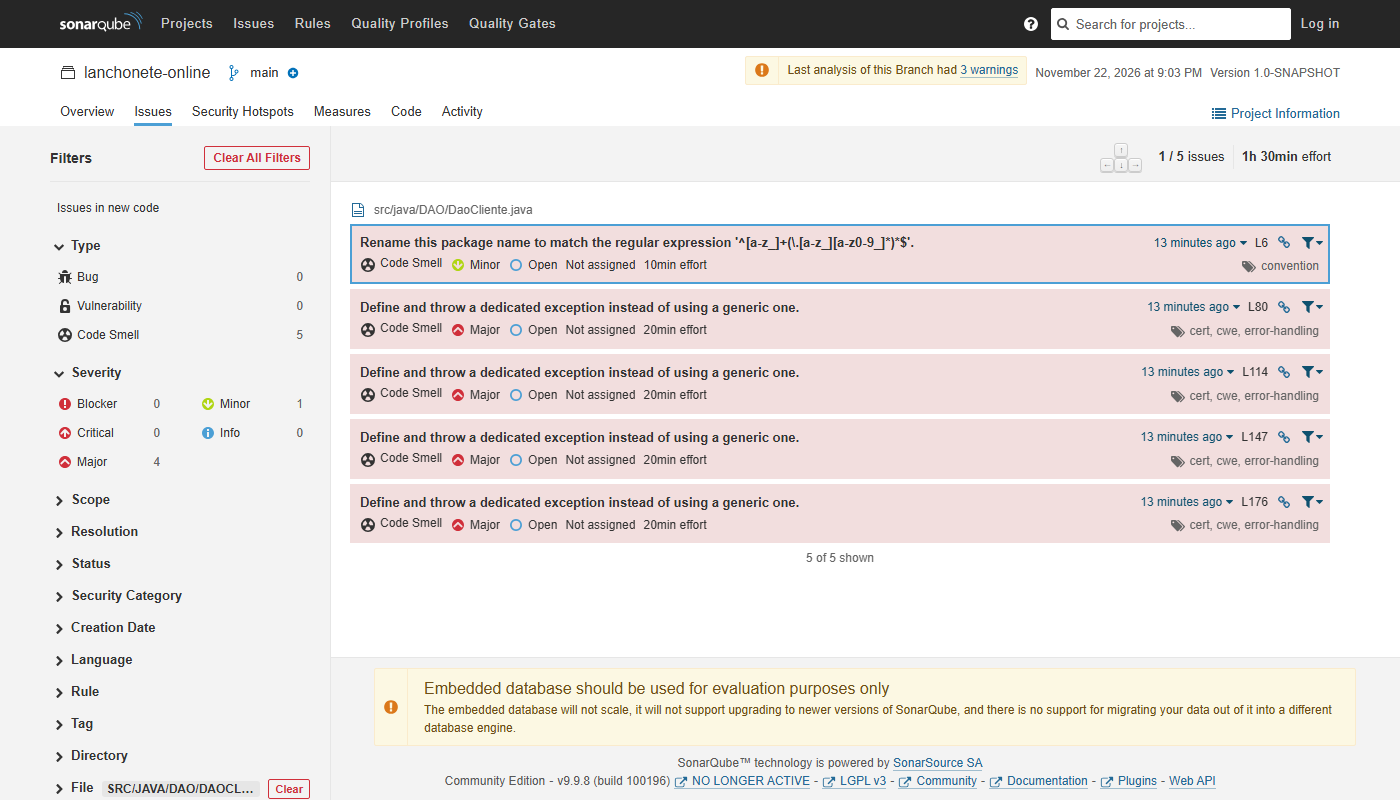 sonarqube Projects Issues Rules Quality Profiles Quality Gates ? Search for projects... Log in
lanchonete-online main Last analysis of this Branch had 3 warnings November 22, 2026 at 9:03 PM Version 1.0-SNAPSHOT
Overview Issues Security Hotspots Measures Code Activity Project Information
Filters Clear All Filters
Issues in new code
Type
Bug 0
Vulnerability 0
Code Smell 5
Severity
Blocker 0 Minor 1
Critical 0 Info 0
Major 4
Scope
Resolution
Status
Security Category
Creation Date
Language
Rule
Tag
Directory
File SRC/JAVA/DAO/DAOCL... Clear
1 / 5 issues 1h 30min effort
src/java/DAO/DaoCliente.java
Rename this package name to match the regular expression '^[a-z_]+(\.[a-z_][a-z0-9_]*)*$'. 13 minutes ago L6
Code Smell Minor Open Not assigned 10min effort convention
Define and throw a dedicated exception instead of using a generic one. 13 minutes ago L80
Code Smell Major Open Not assigned 20min effort cert, cwe, error-handling
Define and throw a dedicated exception instead of using a generic one. 13 minutes ago L114
Code Smell Major Open Not assigned 20min effort cert, cwe, error-handling
Define and throw a dedicated exception instead of using a generic one. 13 minutes ago L147
Code Smell Major Open Not assigned 20min effort cert, cwe, error-handling
Define and throw a dedicated exception instead of using a generic one. 13 minutes ago L176
Code Smell Major Open Not assigned 20min effort cert, cwe, error-handling
5 of 5 shown
Embedded database should be used for evaluation purposes only
The embedded database will not scale, it will not support upgrading to newer versions of SonarQube, and there is no support for migrating your data out of it into a different
database engine.
SonarQube™ technology is powered by SonarSource SA
Community Edition - v9.9.8 (build 100196) NO LONGER ACTIVE - LGPL v3 - Community - Documentation - Plugins - Web API